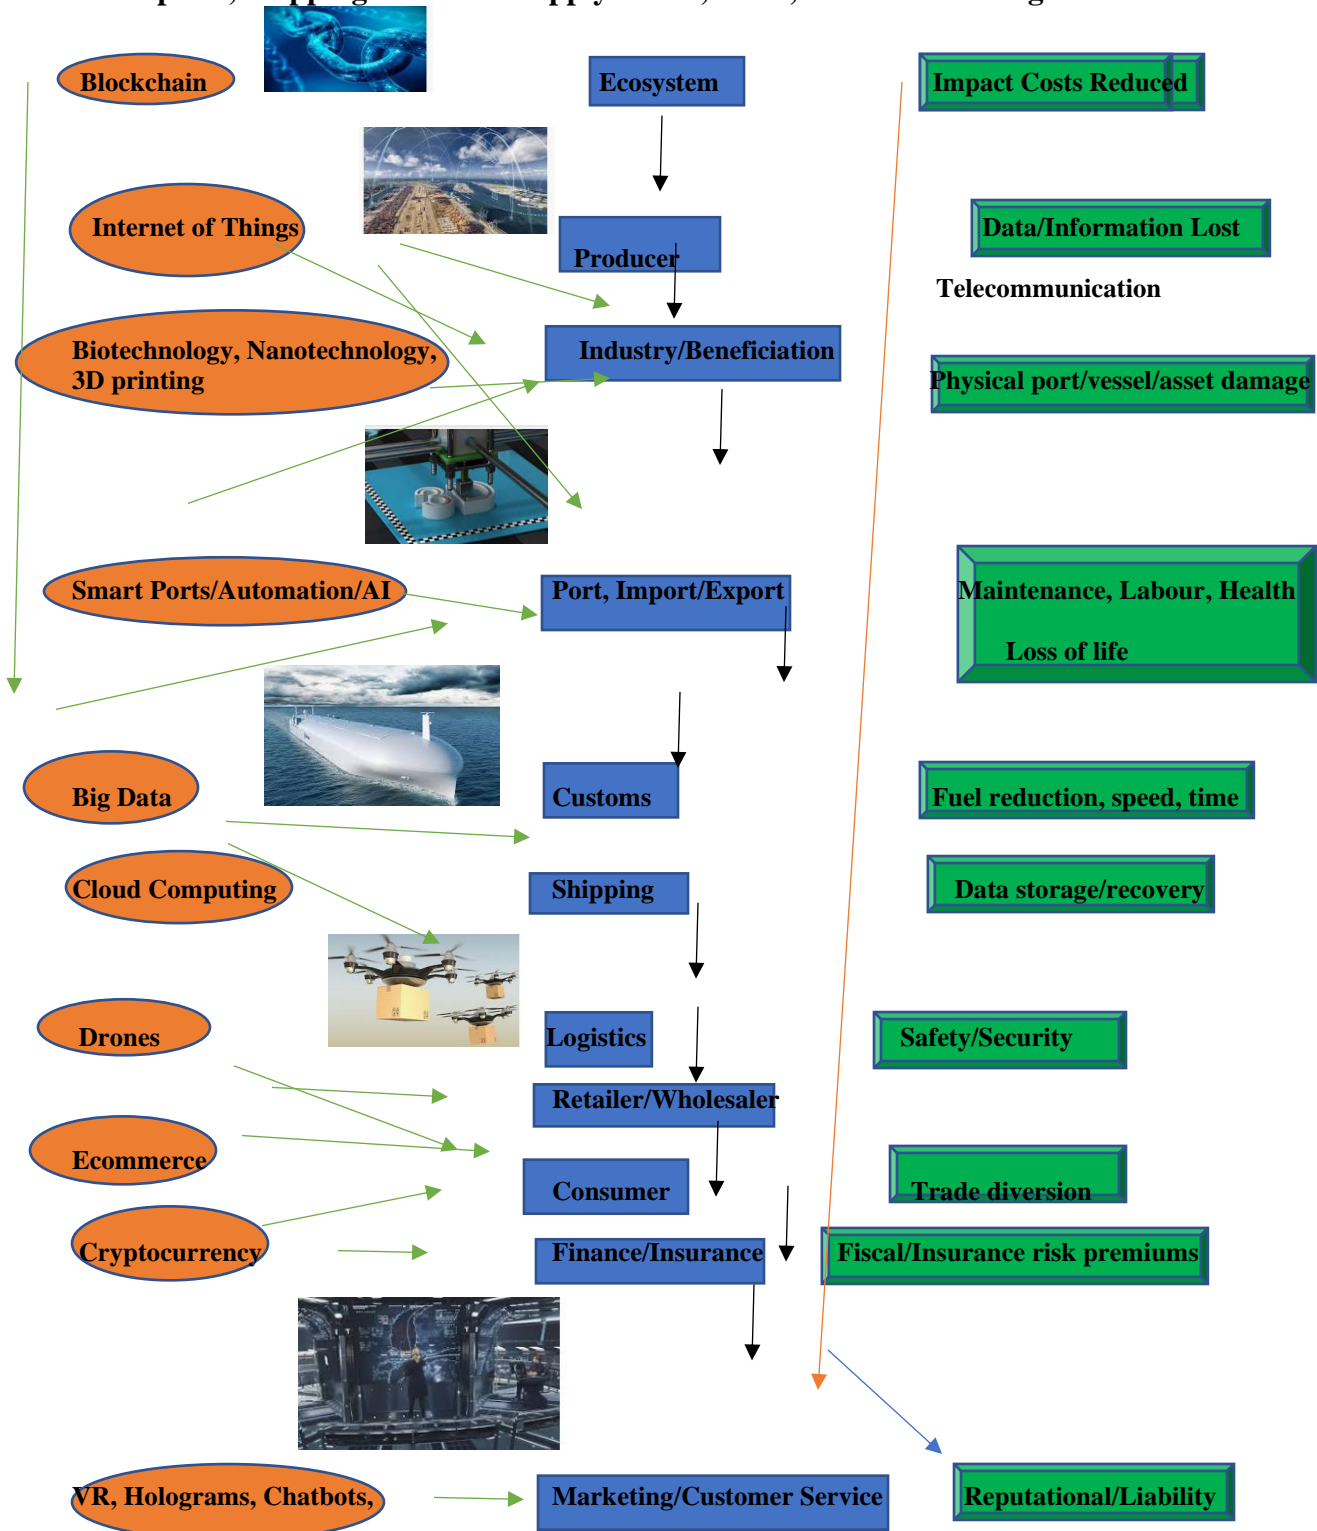 Blockchain
Ecosystem
Impact Costs Reduced
Internet of Things
Producer
Data/Information Lost
Telecommunication
Biotechnology, Nanotechnology,
3D printing
Industry/Beneficiation
Physical port/vessel/asset damage
Smart Ports/Automation/AI
Port, Import/Export
Maintenance, Labour, Health
Loss of life
Big Data
Customs
Fuel reduction, speed, time
Cloud Computing
Shipping
Data storage/recovery
Drones
Logistics
Safety/Security
Retailer/Wholesaler
Ecommerce
Consumer
Trade diversion
Cryptocurrency
Finance/Insurance
Fiscal/Insurance risk premiums
VR, Holograms, Chatbots,
Marketing/Customer Service
Reputational/Liability